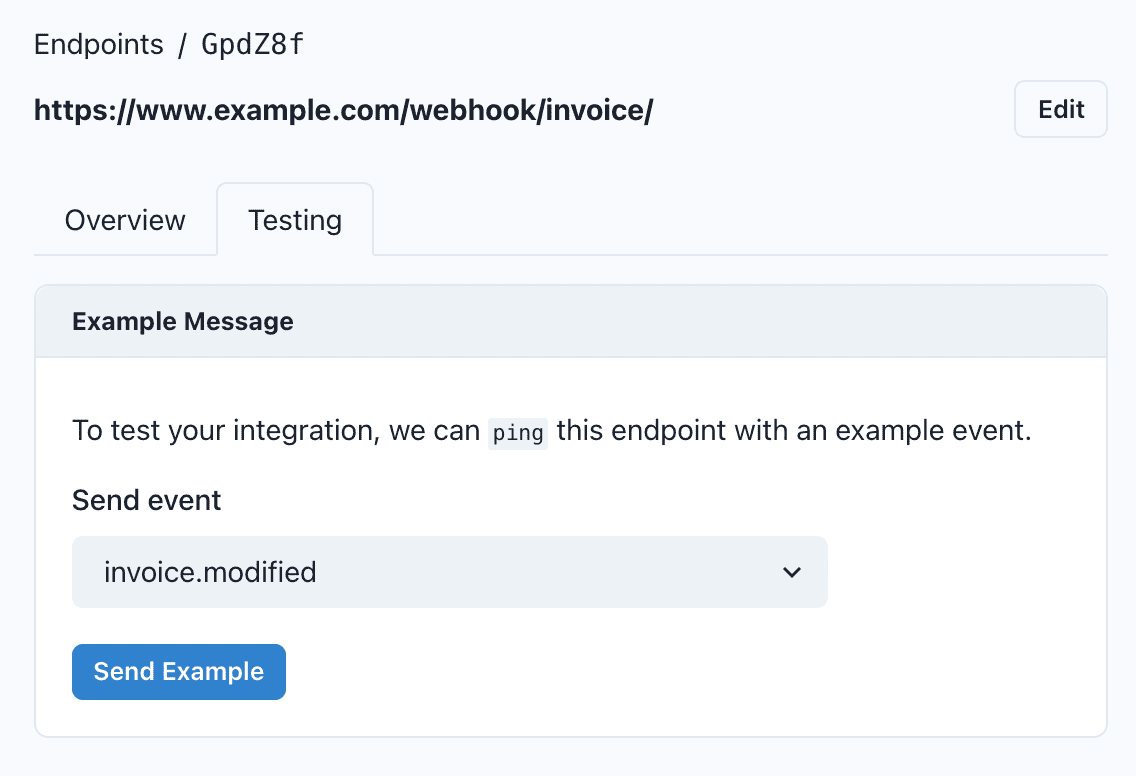 Endpoints / GpdZ8f
https://www.example.com/webhook/invoice/
Edit
Overview
Testing
Example Message
To test your integration, we can ping this endpoint with an example event.
Send event
invoice.modified
Send Example